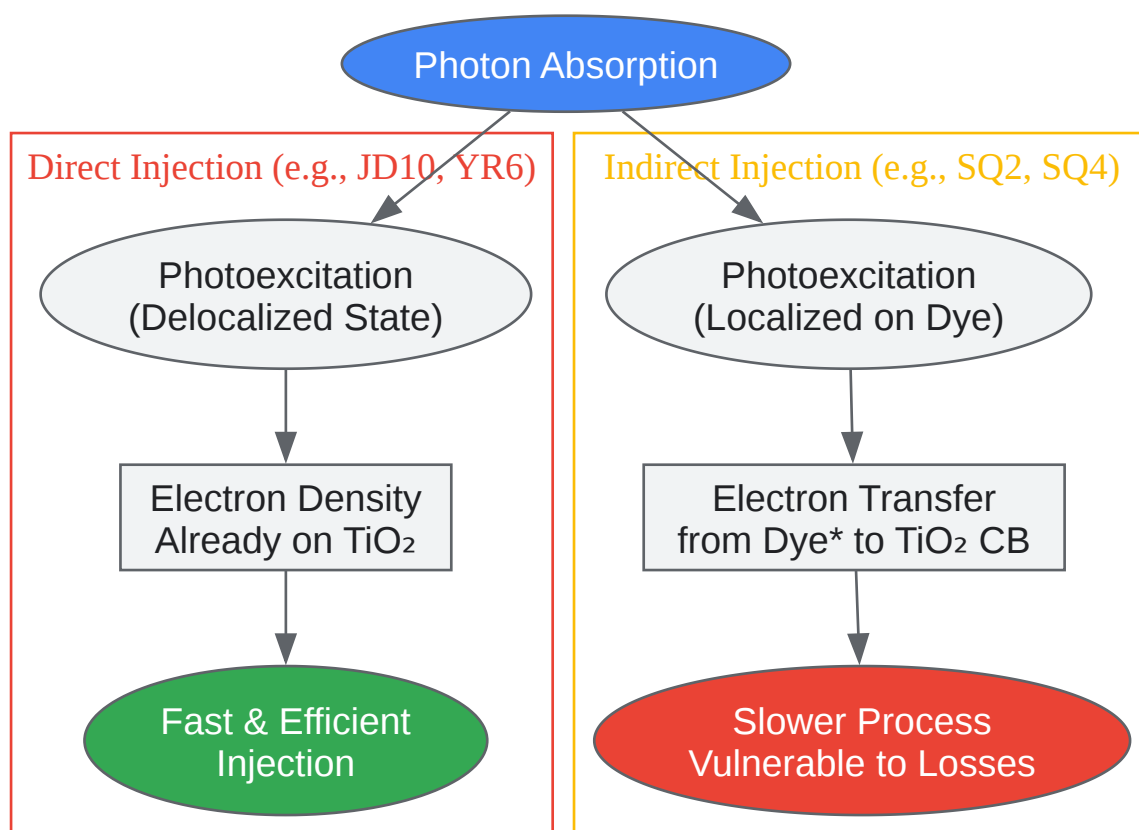 Photon Absorption
Direct Injection (e.g., JD10, YR6)
Photoexcitation
(Delocalized State)
Electron Density
Already on TiO₂
Fast & Efficient
Injection
Indirect Injection (e.g., SQ2, SQ4)
Photoexcitation
(Localized on Dye)
Electron Transfer
from Dye* to TiO₂ CB
Slower Process
Vulnerable to Losses